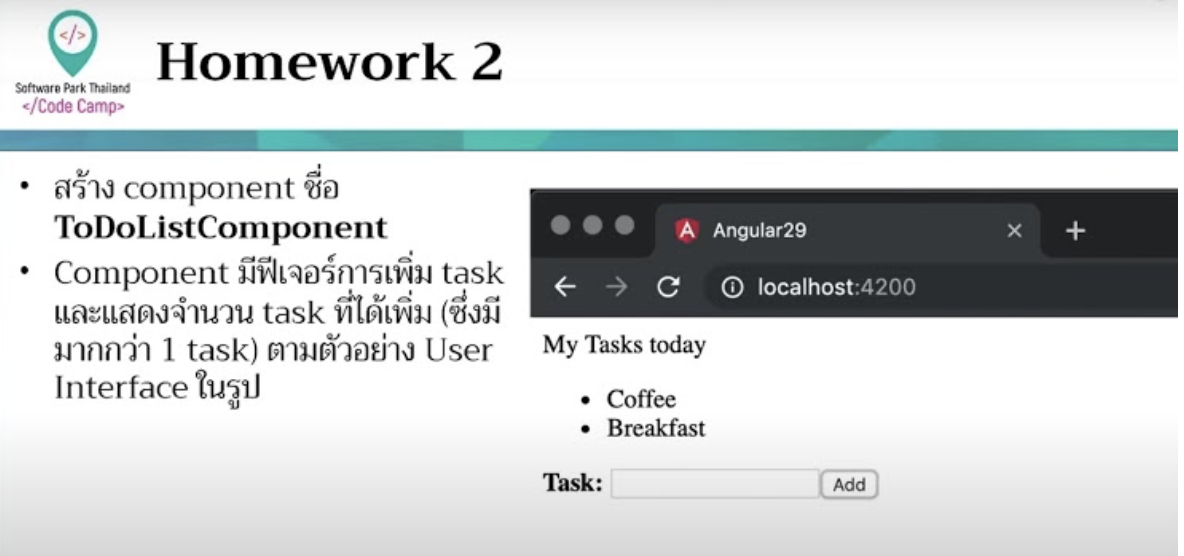 </>
Software Park Thailand
</Code Camp>
Homework 2
• สร้าง component ชื่อ
ToDoListComponent
• Component มีฟีเจอร์การเพิ่ม task
และแสดงจำนวน task ที่ได้เพิ่ม (ซึ่งมี
มากกว่า 1 task) ตามตัวอย่าง User
Interface ในรูป
A Angular29
localhost:4200
My Tasks today
• Coffee
• Breakfast
Task: Add